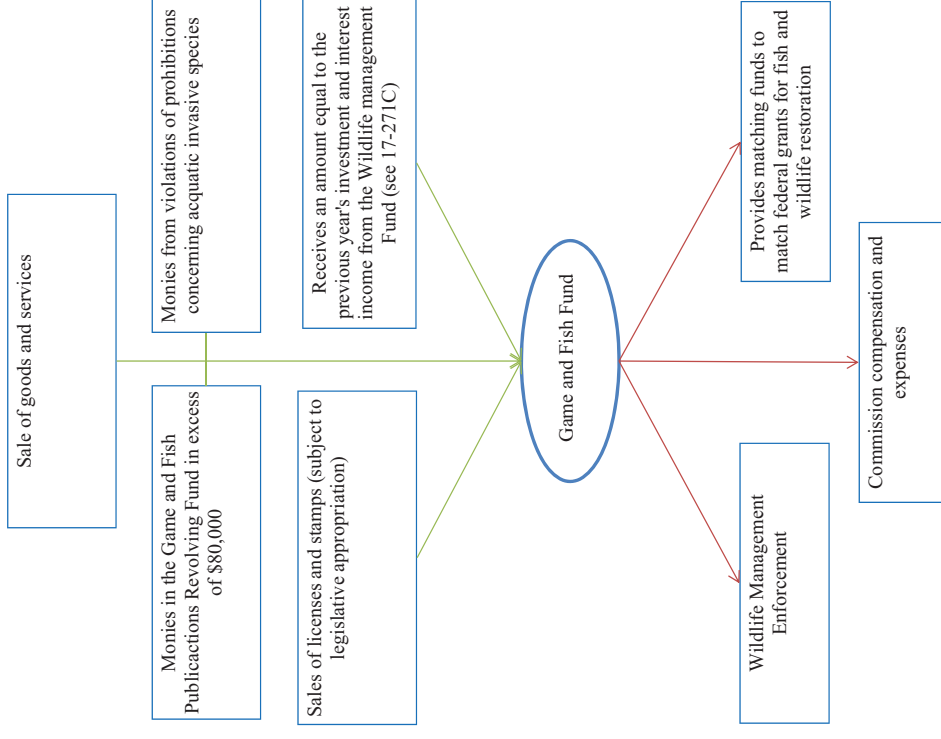 Sale of goods and services
Monies in the Game and Fish
Publicactions Revolving Fund in excess
of $80,000
Monies from violations of prohibitions
concerning acquatic invasive species
Sales of licenses and stamps (subject to
legislative appropriation)
Receives an amount equal to the
previous year's investment and interest
income from the Wildlife management
Fund (see 17-271C)
Game and Fish Fund
Wildlife Management
Enforcement
Provides matching funds to
match federal grants for fish and
wildlife restoration
Commission compensation and
expenses